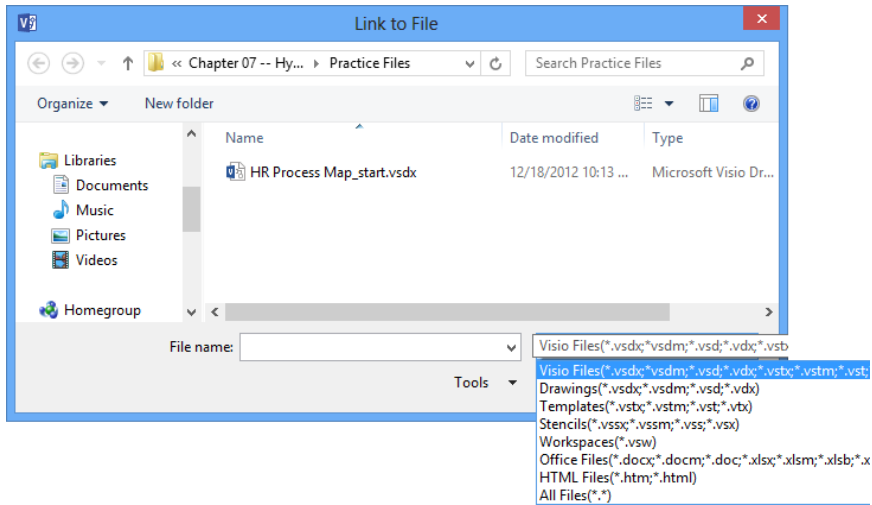 Link to File
« Chapter 07 -- Hy... Practice Files
Search Practice Files
Organize
New folder
Name
Date modified
Type
Libraries
Documents
Music
Pictures
Videos
Homegroup
HR Process Map_start.vsdx
12/18/2012 10:13 ...
Microsoft Visio Dr...
File name:
Visio Files(*.vsdx;*vsdm;*.vsd;*.vdx;*.vst
Tools
Visio Files(*.vsdx;*vsdm;*.vsd;*.vdx;*.vstx;*.vstm;*.vst;
Drawings(*.vsdx;*.vsdm;*.vsd;*.vdx)
Templates(*.vstx;*.vstm;*.vst;*.vtx)
Stencils(*.vssx;*.vssm;*.vss;*.vsx)
Workspaces(*.vsw)
Office Files(*.docx;*.docm;*.doc;*.xlsx;*.xlsm;*.xlsb;*.x
HTML Files(*.htm;*.html)
All Files(*.*)